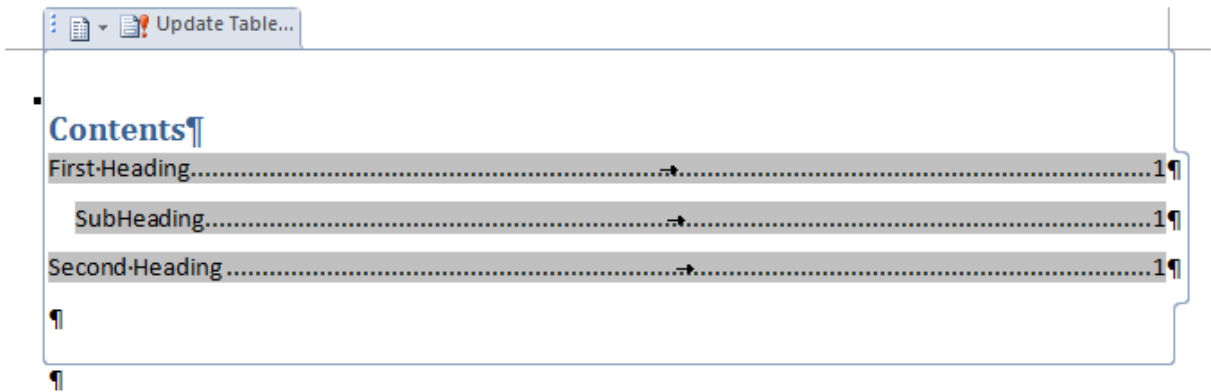 Update Table...
Contents¶
First·Heading..............................................................→...............................................................1¶
SubHeading..............................................................→...............................................................1¶
Second·Heading..............................................................→...............................................................1¶
¶
¶